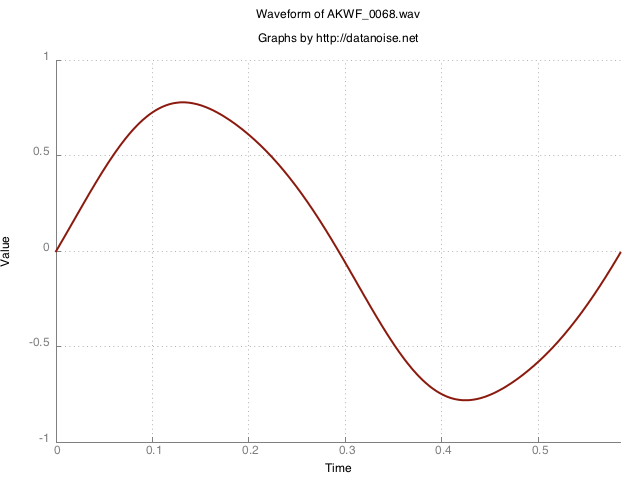 Waveform of AKWF_0068.wav
Graphs by http://datanoise.net
1
0.5
0
-0.5
-1
Value
0 0.1 0.2 0.3 0.4 0.5
Time